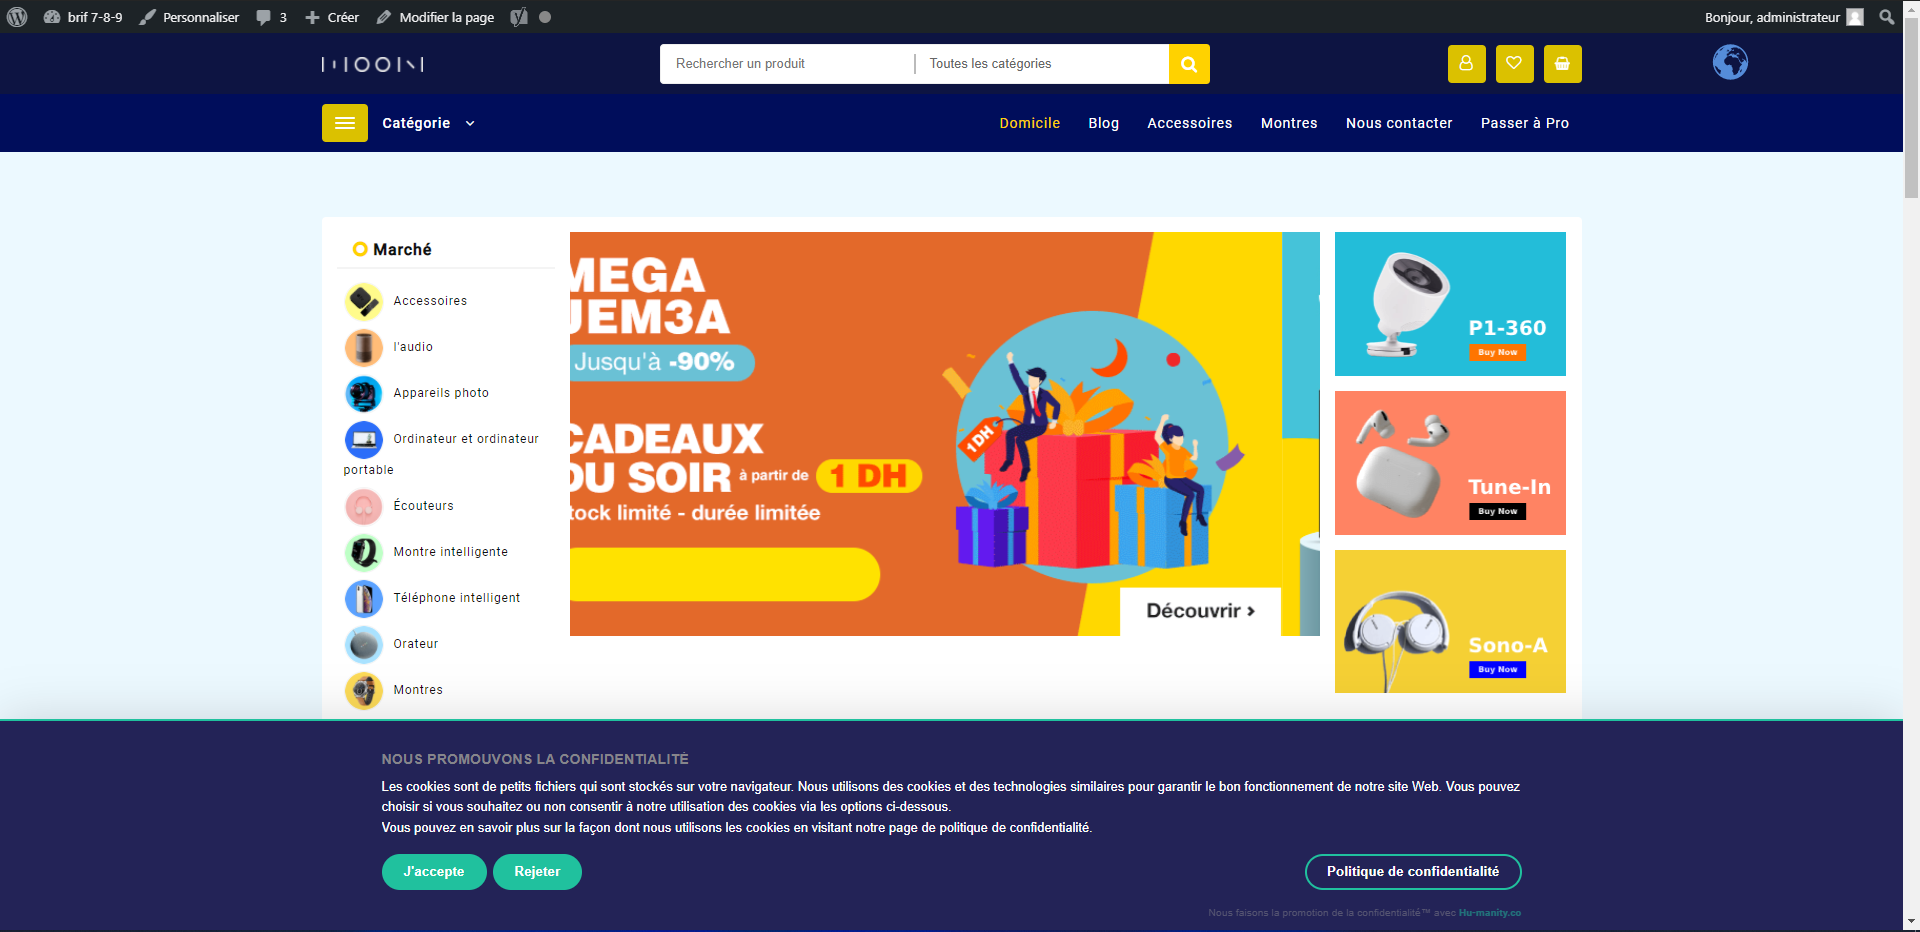 brif 7-8-9 Personnaliser 3 Créer Modifier la page Bonjour, administrateur
Rechercher un produit Toutes les catégories
Catégorie Domicile Blog Accessoires Montres Nous contacter Passer à Pro
Marché
Accessoires
l'audio
Appareils photo
Ordinateur et ordinateur
portable
Écouteurs
Montre intelligente
Téléphone intelligent
Orateur
Montres
MEGA
JEM3A
Jusqu'à -90%
CADEAUX
DU SOIR à partir de 1 DH
tock limité - durée limitée
1 DH
Découvrir >
P1-360
Buy Now
Tune-In
Buy Now
Sono-A
Buy Now
NOUS PROMOUVONS LA CONFIDENTIALITÉ
Les cookies sont de petits fichiers qui sont stockés sur votre navigateur. Nous utilisons des cookies et des technologies similaires pour garantir le bon fonctionnement de notre site Web. Vous pouvez
choisir si vous souhaitez ou non consentir à notre utilisation des cookies via les options ci-dessous.
Vous pouvez en savoir plus sur la façon dont nous utilisons les cookies en visitant notre page de politique de confidentialité.
J'accepte Rejeter Politique de confidentialité
Nous faisons la promotion de la confidentialité™ avec Hu-manity.co